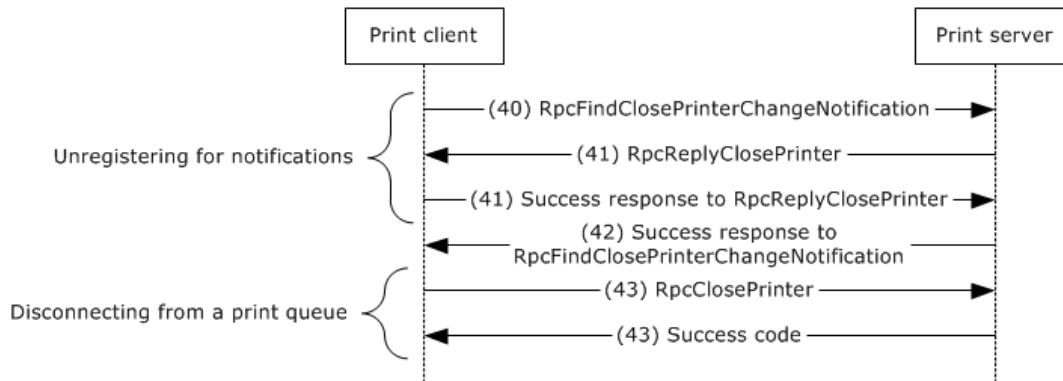 Print client
Print server
(40) RpcFindClosePrinterChangeNotification
Unregistering for notifications
(41) RpcReplyClosePrinter
(41) Success response to RpcReplyClosePrinter
(42) Success response to
RpcFindClosePrinterChangeNotification
Disconnecting from a print queue
(43) RpcClosePrinter
(43) Success code